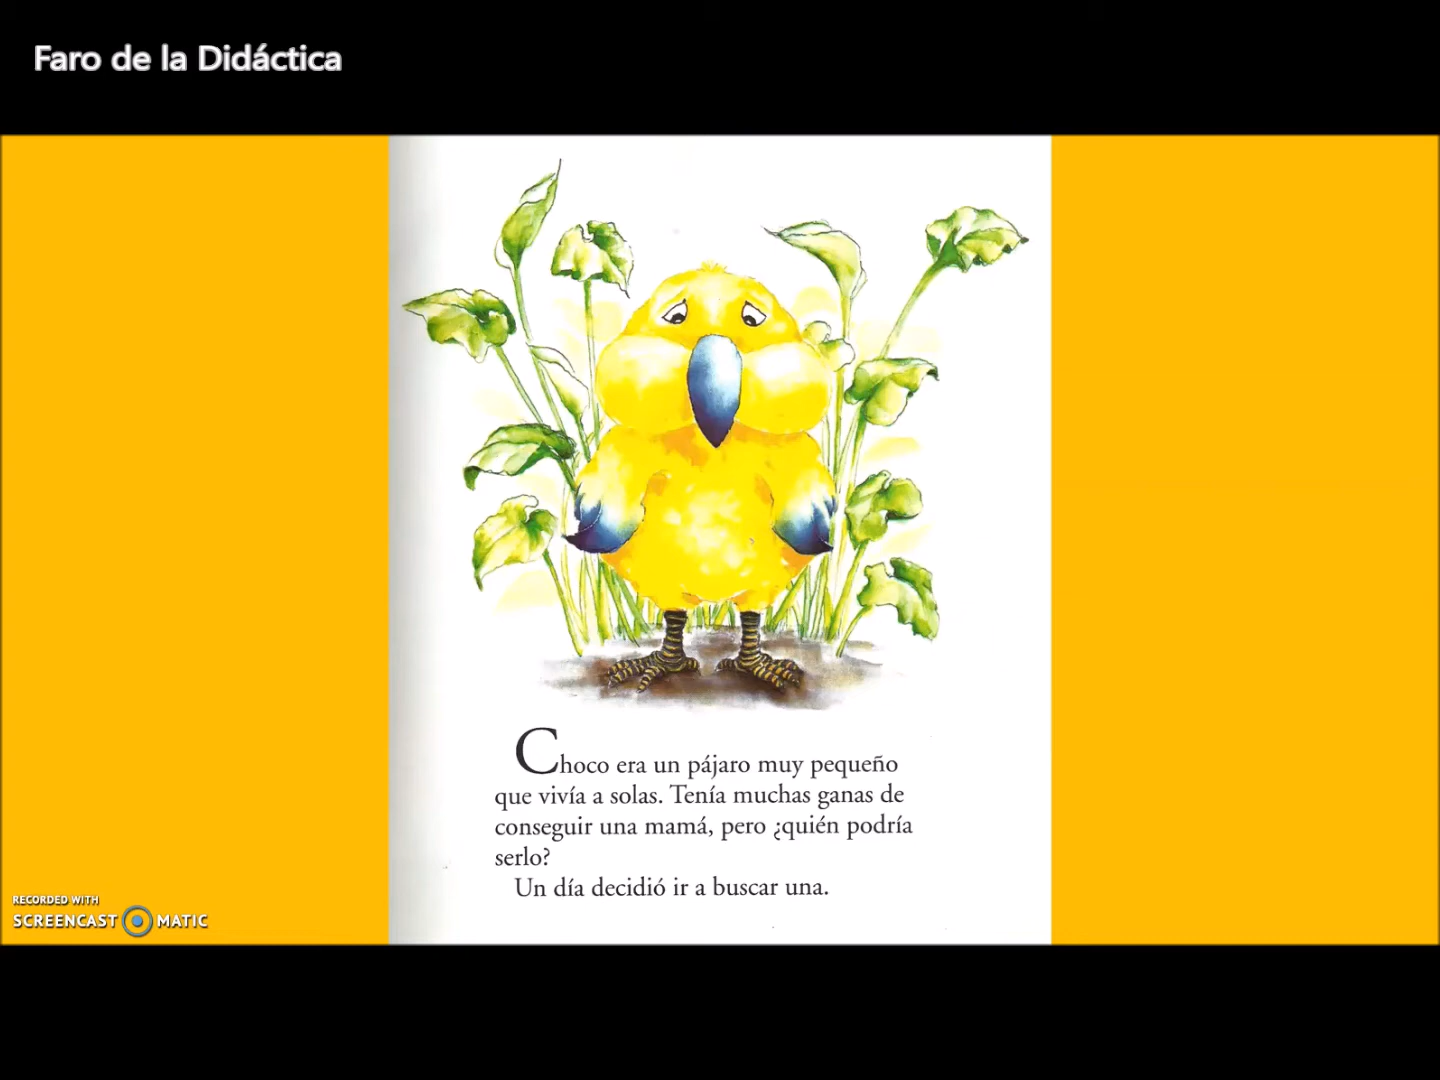 Faro de la Didáctica
Choco era un pájaro muy pequeño
que vivía a solas. Tenía muchas ganas de
conseguir una mamá, pero ¿quién podría
serlo?
Un día decidió ir a buscar una.
RECORDED WITH
SCREENCAST MATIC